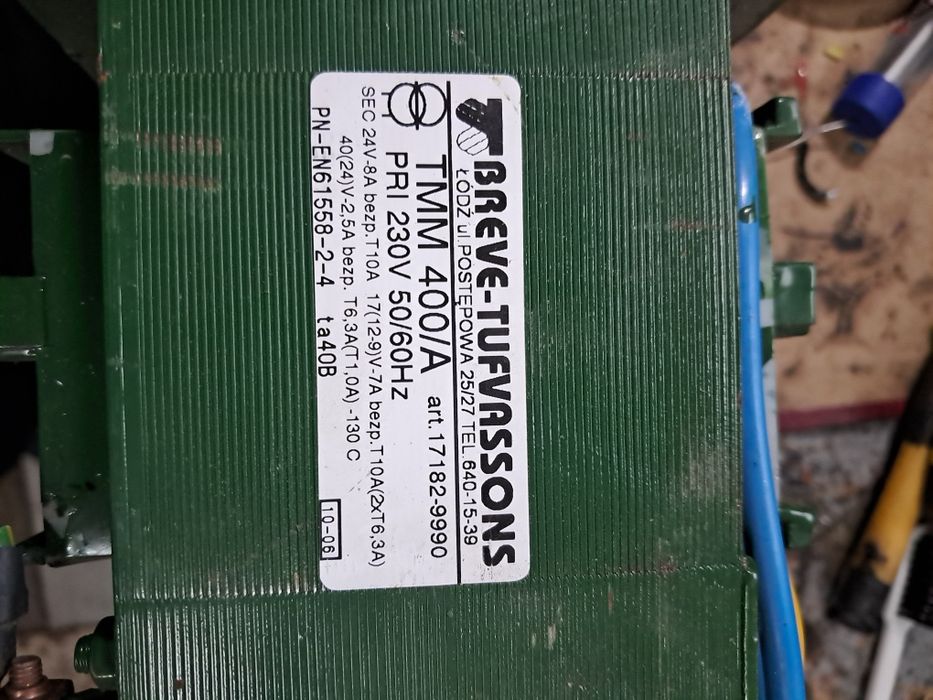 BREVE-TUFVASSONS
ŁÓDŹ ul.POSTĘPOWA 25/27 TEL.640-15-39
TMM 400/A art.17182-9990
PRI 230V 50/60Hz
SEC 24V-8A bezp.T10A 17(12-9)V-7A bezp.T10A(2xT6,3A)
40(24)V-2,5A bezp. T6,3A(T1,0A) -130 C
PN-EN61558-2-4 ta40B 10-06